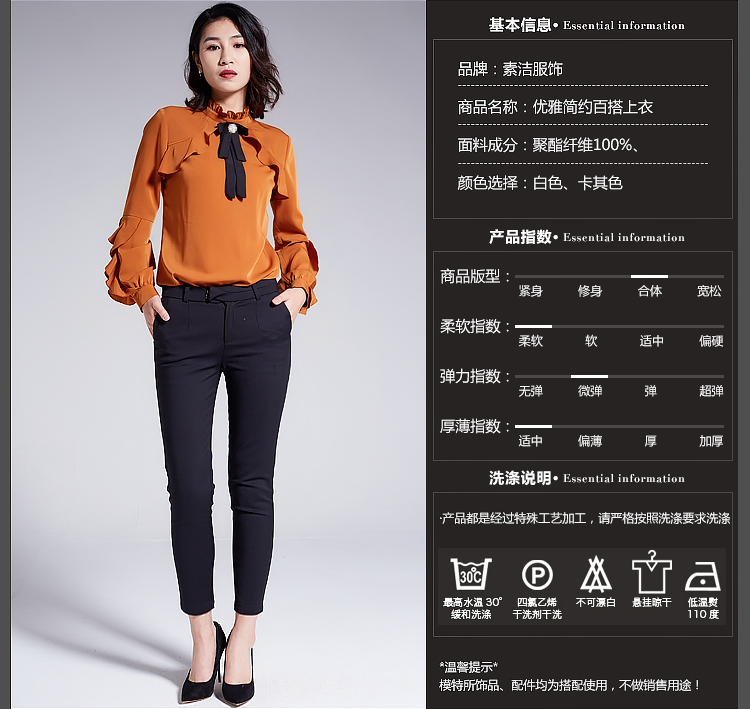 基本信息• Essential information
品牌：素洁服饰
商品名称：优雅简约百搭上衣
面料成分：聚酯纤维100%、
颜色选择：白色、卡其色
产品指数• Essential information
商品版型：
紧身 修身 合体 宽松
柔软指数：
柔软 软 适中 偏硬
弹力指数：
无弹 微弹 弹 超弹
厚薄指数：
适中 偏薄 厚 加厚
洗涤说明• Essential information
·产品都是经过特殊工艺加工，请严格按照洗涤要求洗涤
30℃ P
最高水温 30° 四氯乙烯 不可漂白 悬挂晾干 低温熨
缓和洗涤 干洗剂干洗 110 度
*温馨提示*
模特所饰品、配件均为搭配使用，不做销售用途！